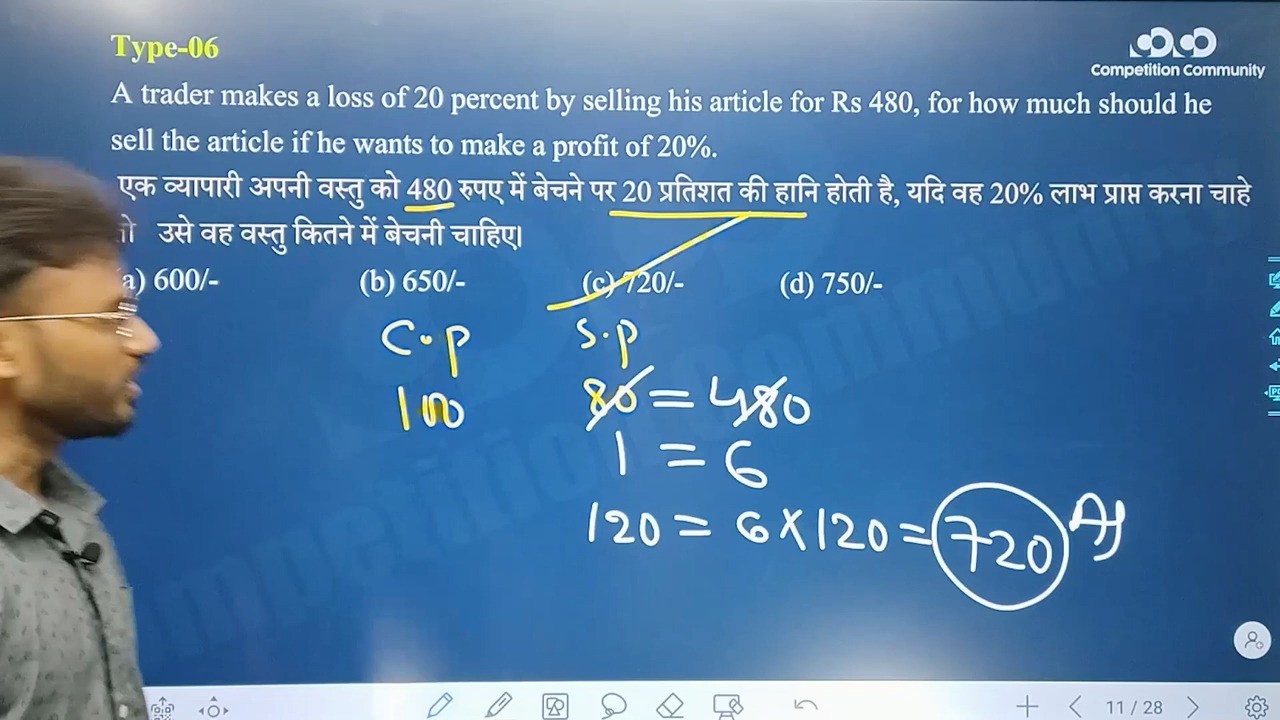 Type-06
Competition Community
A trader makes a loss of 20 percent by selling his article for Rs 480, for how much should he
sell the article if he wants to make a profit of 20%.
एक व्यापारी अपनी वस्तु को 480 रुपए में बेचने पर 20 प्रतिशत की हानि होती है, यदि वह 20% लाभ प्राप्त करना चाहे
उसे वह वस्तु कितने में बेचनी चाहिए।
a) 600/- (b) 650/- (c) 720/- (d) 750/-
C.p S.p
100 80 = 480
1 = 6
120 = 6 × 120 = 720
11 / 28